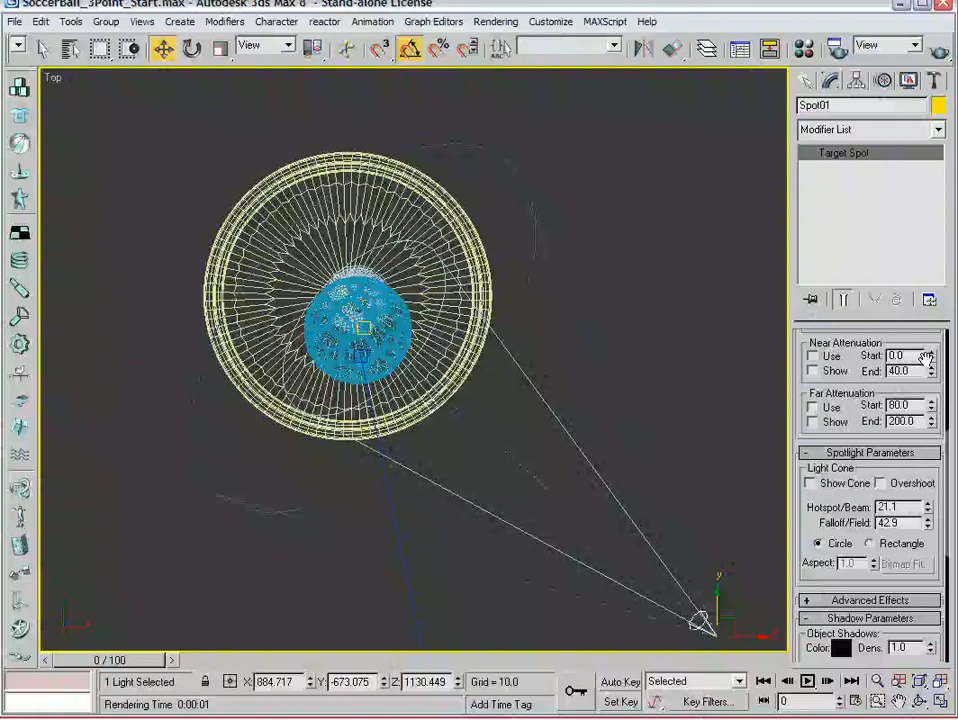 SoccerBall_3Point_Start.max - Autodesk 3ds Max 8 - Stand-alone License
File Edit Tools Group Views Create Modifiers Character reactor Animation Graph Editors Rendering Customize MAXScript Help
View 3 % View
Top
Spot01
Modifier List
Target Spot
Near Attenuation
Use Start: 0.0
Show End: 40.0
Far Attenuation
Use Start: 80.0
Show End: 200.0
- Spotlight Parameters
Light Cone
Show Cone Overshoot
Hotspot/Beam: 21.1
Falloff/Field: 42.9
Circle Rectangle
Aspect: 1.0 Bitmap Fit...
+ Advanced Effects
- Shadow Parameters
Object Shadows:
Color: Dens. 1.0
y
0 / 100
1 Light Selected X: 884.717 Y: -673.075 Z: 1130.449 Grid = 10.0 Auto Key Selected
Rendering Time 0:00:01 Add Time Tag Set Key Key Filters... 0